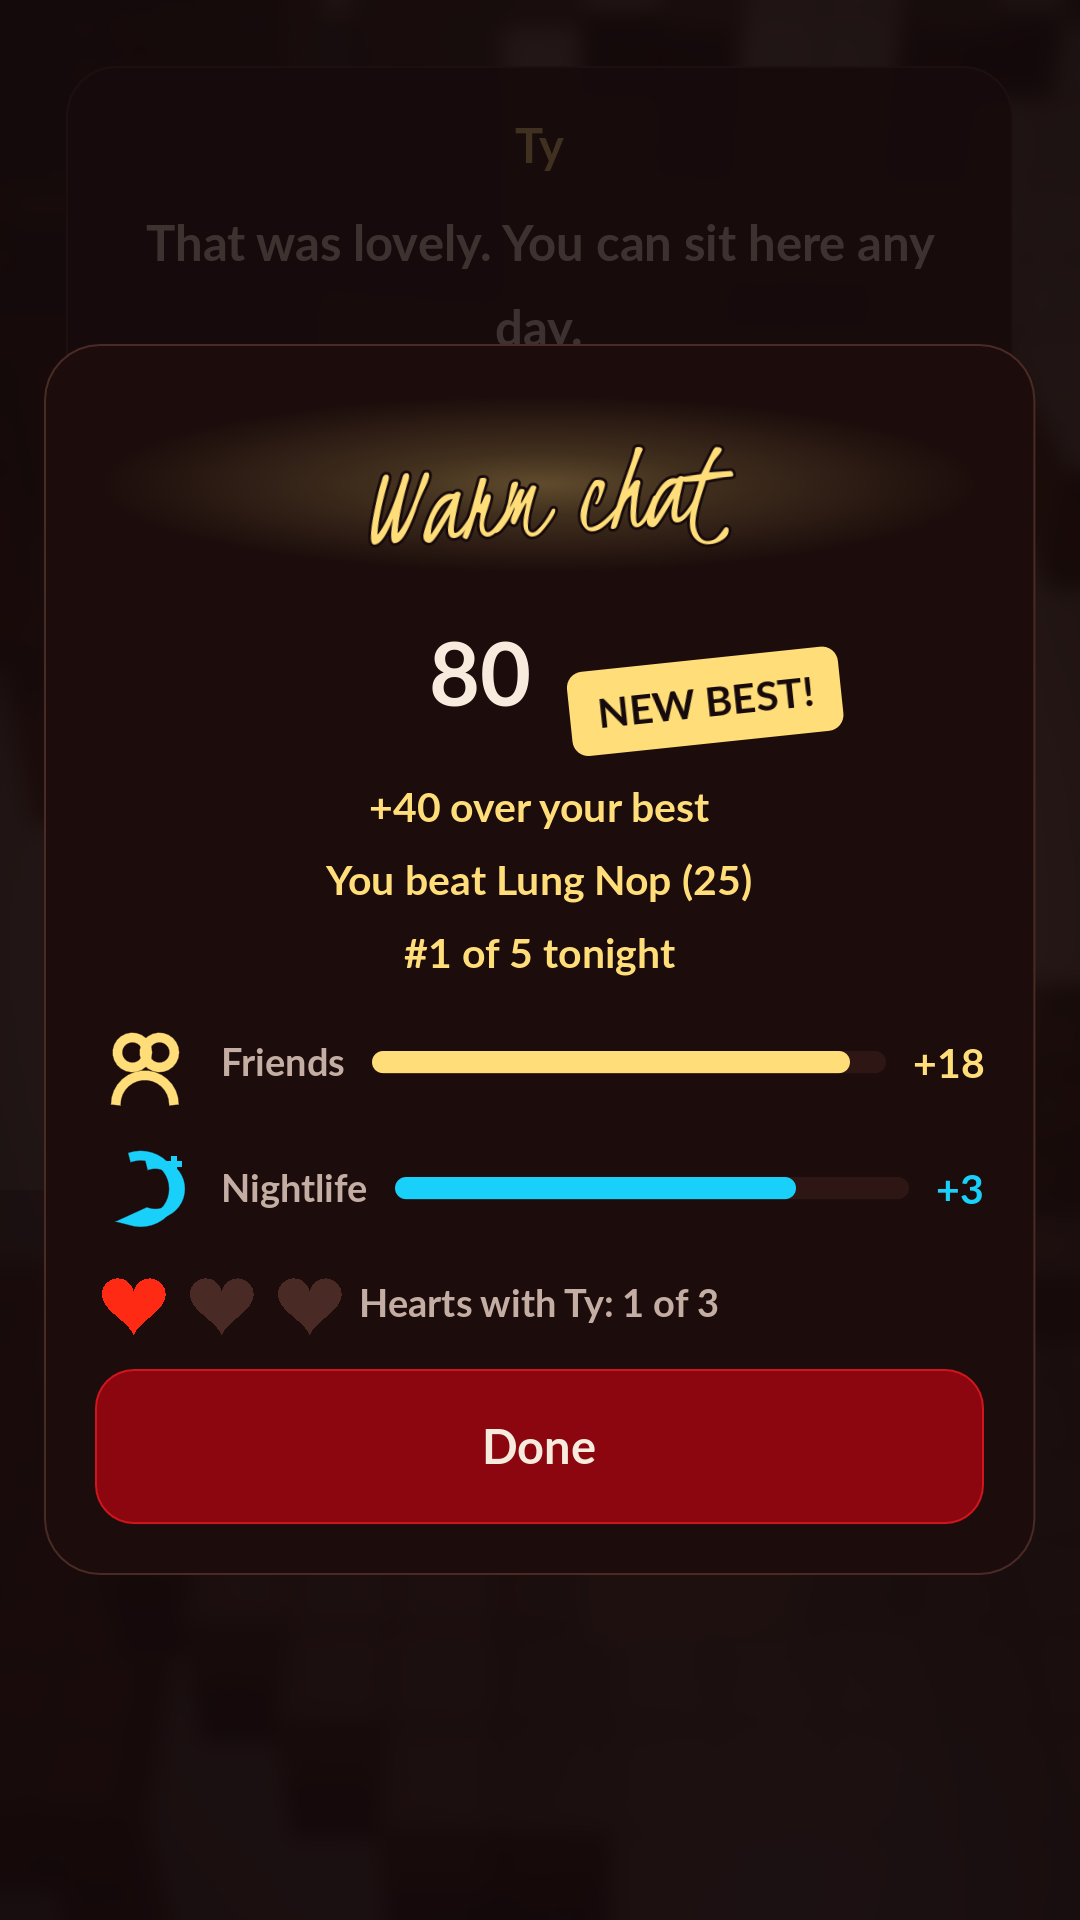 Ty
That was lovely. You can sit here any
day.
Warm chat
80
NEW BEST!
+40 over your best
You beat Lung Nop (25)
#1 of 5 tonight
Friends
+18
Nightlife
+3
Hearts with Ty: 1 of 3
Done